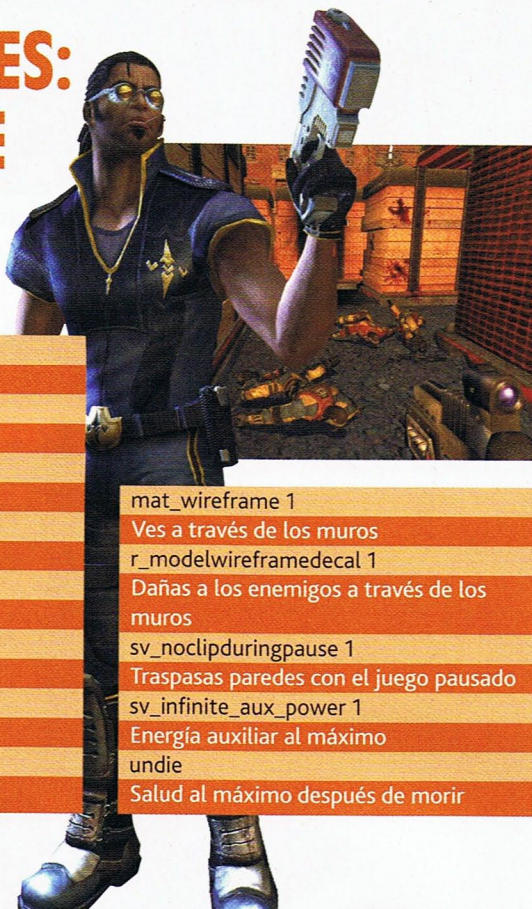 ES:
E
mat_wireframe 1
Ves a través de los muros
r_modelwireframedecal 1
Dañas a los enemigos a través de los
muros
sv_noclipduringpause 1
Traspasas paredes con el juego pausado
sv_infinite_aux_power 1
Energía auxiliar al máximo
undie
Salud al máximo después de morir